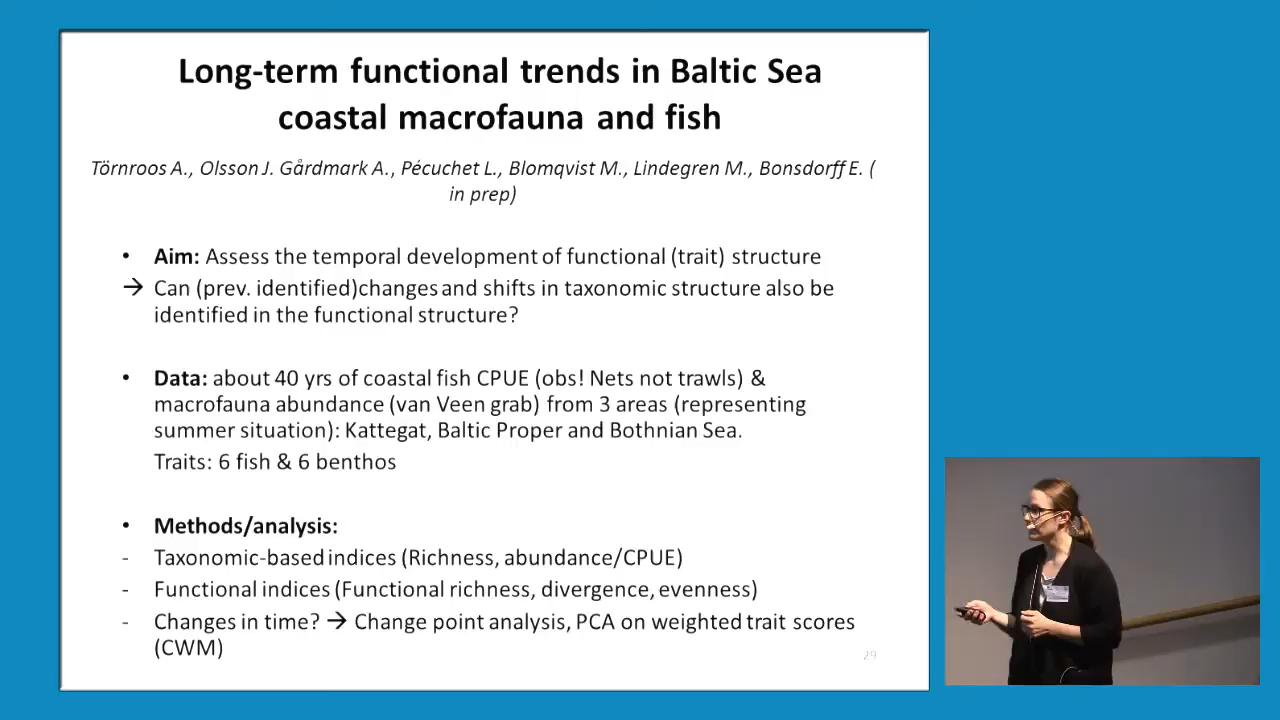 Long-term functional trends in Baltic Sea
coastal macrofauna and fish
Törnroos A., Olsson J. Gårdmark A., Pécuchet L., Blomqvist M., Lindegren M., Bonsdorff E. (
in prep)
• Aim: Assess the temporal development of functional (trait) structure
→ Can (prev. identified)changes and shifts in taxonomic structure also be
identified in the functional structure?
• Data: about 40 yrs of coastal fish CPUE (obs! Nets not trawls) &
macrofauna abundance (van Veen grab) from 3 areas (representing
summer situation): Kattegat, Baltic Proper and Bothnian Sea.
Traits: 6 fish & 6 benthos
• Methods/analysis:
- Taxonomic-based indices (Richness, abundance/CPUE)
- Functional indices (Functional richness, divergence, evenness)
- Changes in time? → Change point analysis, PCA on weighted trait scores
(CWM)
29